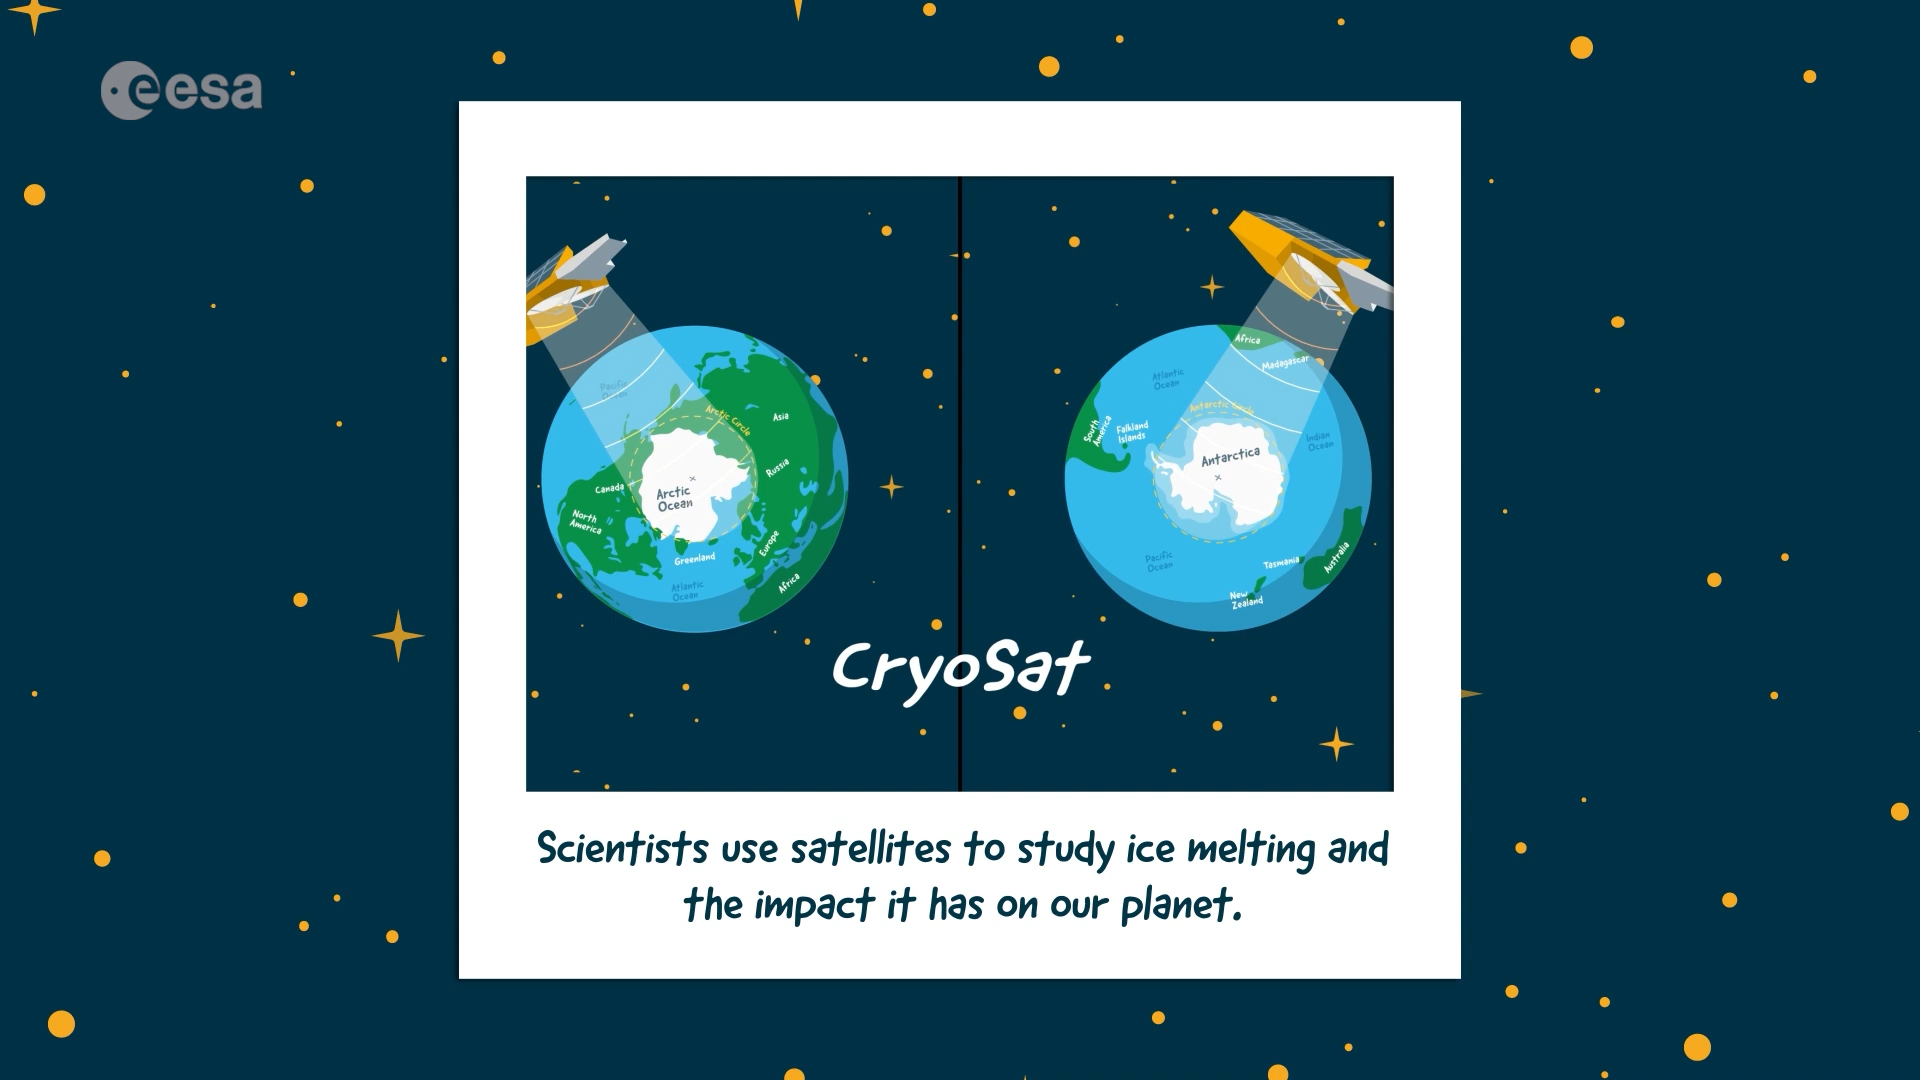 esa
Pacific
Ocean
Arctic Circle
Asia
Russia
Canada
Arctic
Ocean
North
America
Greenland
Europe
Atlantic
Ocean
Africa
Africa
Madagascar
Atlantic
Ocean
Antarctic Circle
South
America
Falkland
Islands
Indian
Ocean
Antarctica
Pacific
Ocean
Tasmania
Australia
New
Zealand
CryoSat
Scientists use satellites to study ice melting and
the impact it has on our planet.